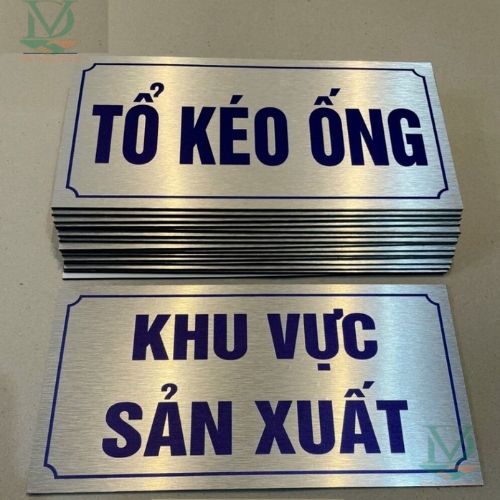 TỔ KÉO ỐNG
KHU VỰC
SẢN XUẤT